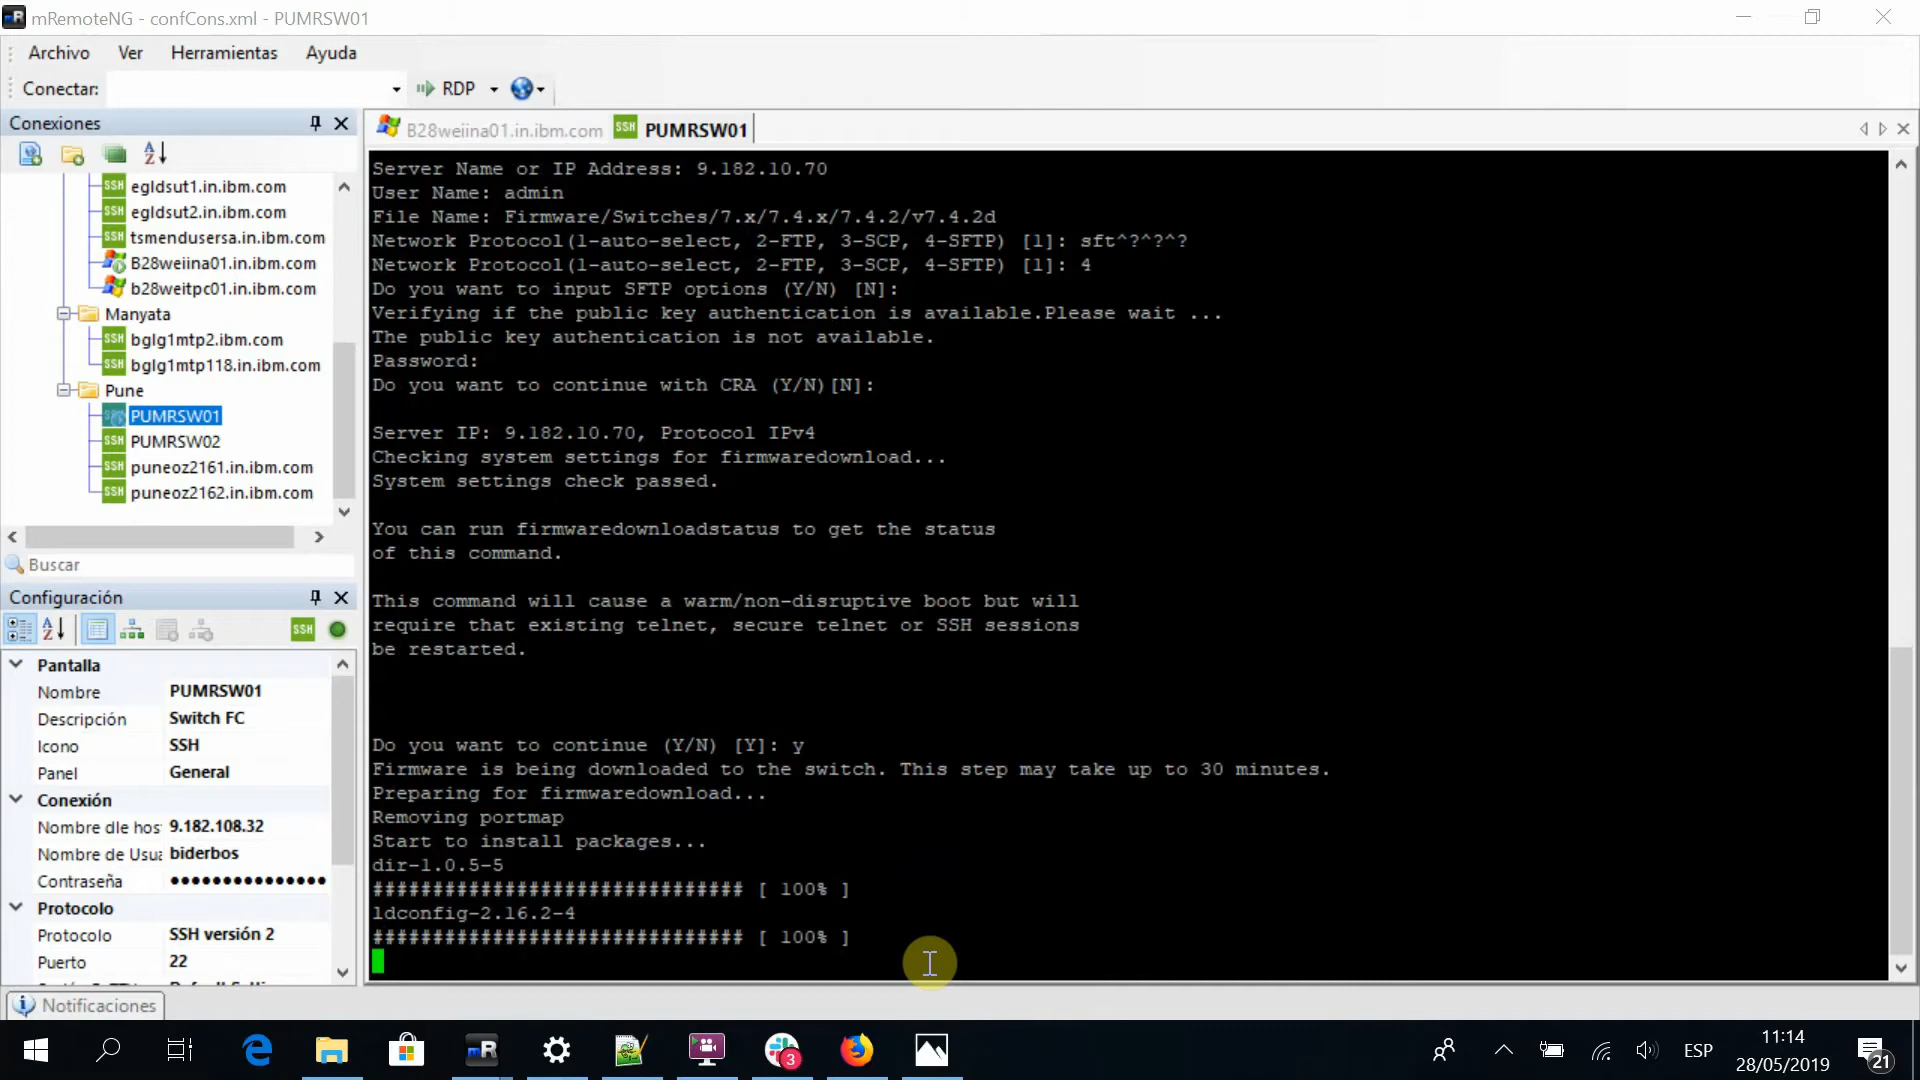 mRemoteNG - confCons.xml - PUMRSW01
Archivo Ver Herramientas Ayuda
Conectar: RDP
Conexiones
B28weiina01.in.ibm.com
SSH PUMRSW01
SSH egldsut1.in.ibm.com
SSH egldsut2.in.ibm.com
SSH tsmendusersa.in.ibm.com
B28weiina01.in.ibm.com
b28weitpc01.in.ibm.com
Manyata
SSH bglg1mtp2.ibm.com
SSH bglg1mtp118.in.ibm.com
Pune
PUMRSW01
SSH PUMRSW02
SSH puneoz2161.in.ibm.com
SSH puneoz2162.in.ibm.com
Buscar
Configuración
SSH
Pantalla
Nombre PUMRSW01
Descripción Switch FC
Icono SSH
Panel General
Conexión
Nombre dle hos 9.182.108.32
Nombre de Usua biderbos
Contraseña ●●●●●●●●●●●●●●●
Protocolo
Protocolo SSH versión 2
Puerto 22
Server Name or IP Address: 9.182.10.70
User Name: admin
File Name: Firmware/Switches/7.x/7.4.x/7.4.2/v7.4.2d
Network Protocol(1-auto-select, 2-FTP, 3-SCP, 4-SFTP) [1]: sft^?^?^?
Network Protocol(1-auto-select, 2-FTP, 3-SCP, 4-SFTP) [1]: 4
Do you want to input SFTP options (Y/N) [N]:
Verifying if the public key authentication is available.Please wait ...
The public key authentication is not available.
Password:
Do you want to continue with CRA (Y/N)[N]:
Server IP: 9.182.10.70, Protocol IPv4
Checking system settings for firmwaredownload...
System settings check passed.
You can run firmwaredownloadstatus to get the status
of this command.
This command will cause a warm/non-disruptive boot but will
require that existing telnet, secure telnet or SSH sessions
be restarted.
Do you want to continue (Y/N) [Y]: y
Firmware is being downloaded to the switch. This step may take up to 30 minutes.
Preparing for firmwaredownload...
Removing portmap
Start to install packages...
dir-1.0.5-5
############################### [ 100% ]
ldconfig-2.16.2-4
############################### [ 100% ]
Notificaciones
mR
3
ESP
11:14
28/05/2019
21